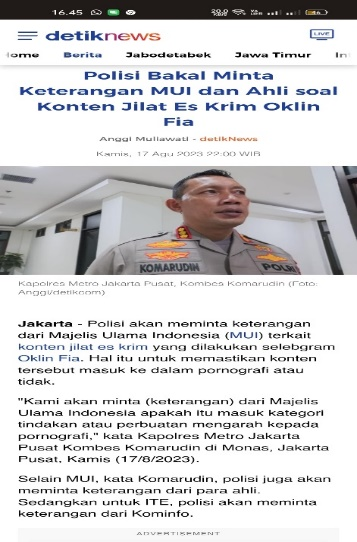 16.45
detiknews
LIVE
Home Berita Jabodetabek Jawa Timur
Polisi Bakal Minta
Keterangan MUI dan Ahli soal
Konten Jilat Es Krim Oklin
Fia
Anggi Muliawati - detikNews
Kamis, 17 Agu 2023 22:00 WIB
KOMARUDIN
POLRI
Kapolres Metro Jakarta Pusat, Kombes Komarudin (Foto:
Anggi/detikcom)
Jakarta - Polisi akan meminta keterangan
dari Majelis Ulama Indonesia (MUI) terkait
konten jilat es krim yang dilakukan selebgram
Oklin Fia. Hal itu untuk memastikan konten
tersebut masuk ke dalam pornografi atau
tidak.
"Kami akan minta (keterangan) dari Majelis
Ulama Indonesia apakah itu masuk kategori
tindakan atau perbuatan mengarah kepada
pornografi," kata Kapolres Metro Jakarta
Pusat Kombes Komarudin di Monas, Jakarta
Pusat, Kamis (17/8/2023).
Selain MUI, kata Komarudin, polisi juga akan
meminta keterangan dari para ahli.
Sedangkan untuk ITE, polisi akan meminta
keterangan dari Kominfo.
ADVERTISEMENT